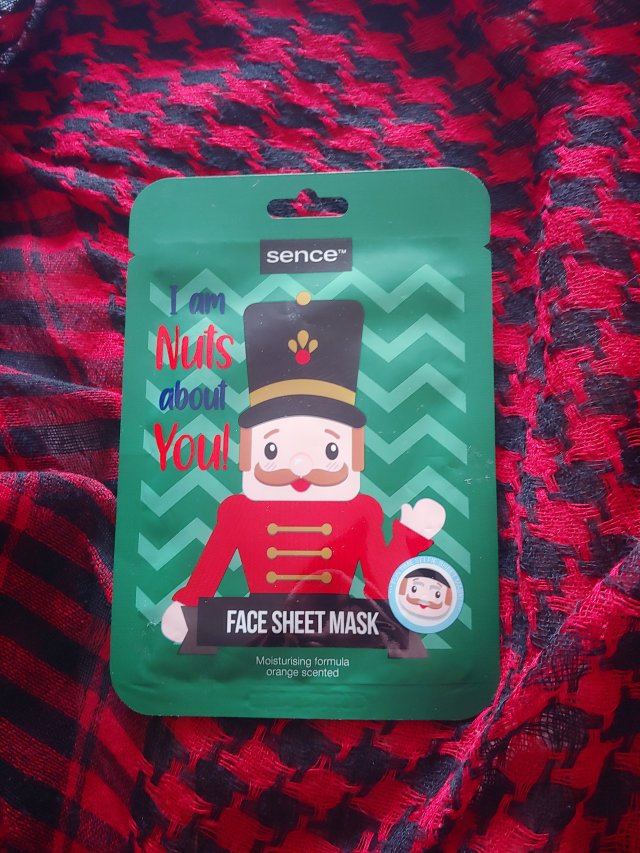 sence™
I am
Nuts
about
You!
FACE SHEET MASK
Moisturising formula
orange scented